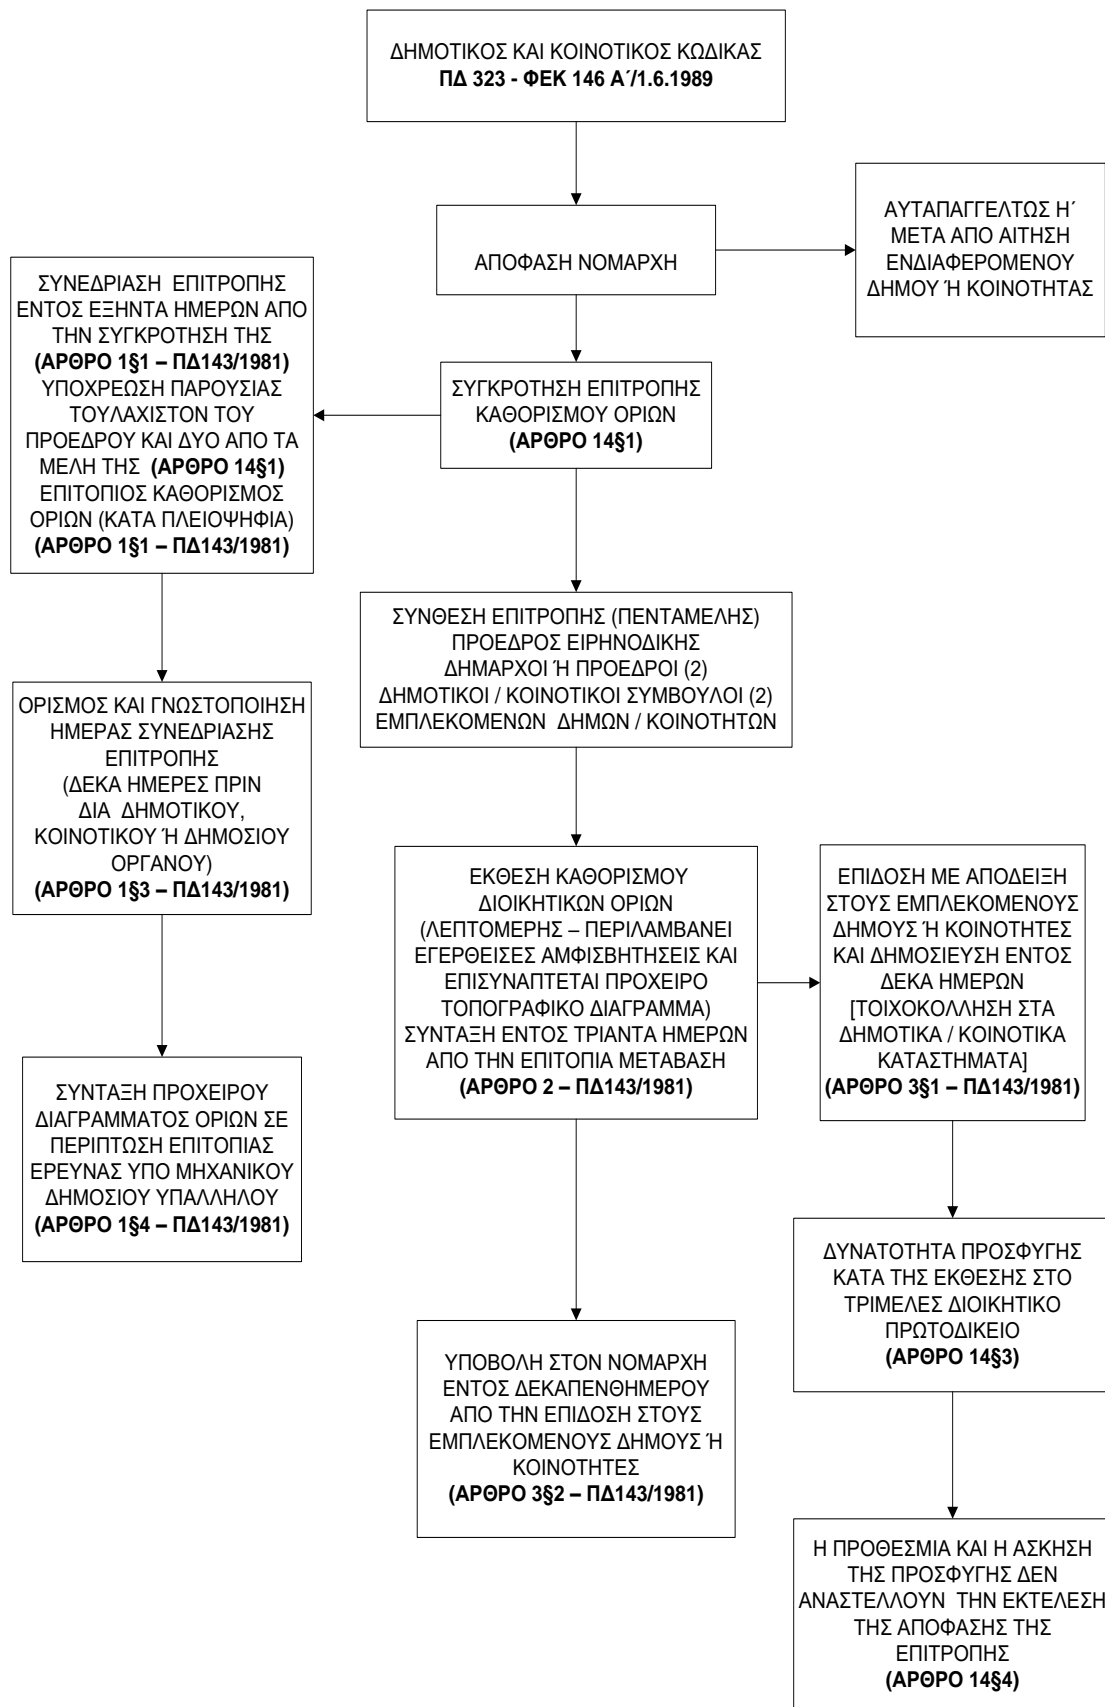 ΔΗΜΟΤΙΚΟΣ ΚΑΙ ΚΟΙΝΟΤΙΚΟΣ ΚΩΔΙΚΑΣ
ΠΔ 323 - ΦΕΚ 146 Α΄/1.6.1989
ΑΠΟΦΑΣΗ ΝΟΜΑΡΧΗ
ΑΥΤΑΠΑΓΓΕΛΤΩΣ Η΄
ΜΕΤΑ ΑΠΟ ΑΙΤΗΣΗ
ΕΝΔΙΑΦΕΡΟΜΕΝΟΥ
ΔΗΜΟΥ Ή ΚΟΙΝΟΤΗΤΑΣ
ΣΥΓΚΡΟΤΗΣΗ ΕΠΙΤΡΟΠΗΣ
ΚΑΘΟΡΙΣΜΟΥ ΟΡΙΩΝ
(ΑΡΘΡΟ 14§1)
ΣΥΝΕΔΡΙΑΣΗ ΕΠΙΤΡΟΠΗΣ
ΕΝΤΟΣ ΕΞΗΝΤΑ ΗΜΕΡΩΝ ΑΠΟ
ΤΗΝ ΣΥΓΚΡΟΤΗΣΗ ΤΗΣ
(ΑΡΘΡΟ 1§1 – ΠΔ143/1981)
ΥΠΟΧΡΕΩΣΗ ΠΑΡΟΥΣΙΑΣ
ΤΟΥΛΑΧΙΣΤΟΝ ΤΟΥ
ΠΡΟΕΔΡΟΥ ΚΑΙ ΔΥΟ ΑΠΟ ΤΑ
ΜΕΛΗ ΤΗΣ (ΑΡΘΡΟ 14§1)
ΕΠΙΤΟΠΙΟΣ ΚΑΘΟΡΙΣΜΟΣ
ΟΡΙΩΝ (ΚΑΤΑ ΠΛΕΙΟΨΗΦΙΑ)
(ΑΡΘΡΟ 1§1 – ΠΔ143/1981)
ΣΥΝΘΕΣΗ ΕΠΙΤΡΟΠΗΣ (ΠΕΝΤΑΜΕΛΗΣ)
ΠΡΟΕΔΡΟΣ ΕΙΡΗΝΟΔΙΚΗΣ
ΔΗΜΑΡΧΟΙ Ή ΠΡΟΕΔΡΟΙ (2)
ΔΗΜΟΤΙΚΟΙ / ΚΟΙΝΟΤΙΚΟΙ ΣΥΜΒΟΥΛΟΙ (2)
ΕΜΠΛΕΚΟΜΕΝΩΝ ΔΗΜΩΝ / ΚΟΙΝΟΤΗΤΩΝ
ΟΡΙΣΜΟΣ ΚΑΙ ΓΝΩΣΤΟΠΟΙΗΣΗ
ΗΜΕΡΑΣ ΣΥΝΕΔΡΙΑΣΗΣ
ΕΠΙΤΡΟΠΗΣ
(ΔΕΚΑ ΗΜΕΡΕΣ ΠΡΙΝ
ΔΙΑ ΔΗΜΟΤΙΚΟΥ,
ΚΟΙΝΟΤΙΚΟΥ Ή ΔΗΜΟΣΙΟΥ
ΟΡΓΑΝΟΥ)
(ΑΡΘΡΟ 1§3 – ΠΔ143/1981)
ΕΚΘΕΣΗ ΚΑΘΟΡΙΣΜΟΥ
ΔΙΟΙΚΗΤΙΚΩΝ ΟΡΙΩΝ
(ΛΕΠΤΟΜΕΡΗΣ – ΠΕΡΙΛΑΜΒΑΝΕΙ
ΕΓΕΡΘΕΙΣΕΣ ΑΜΦΙΣΒΗΤΗΣΕΙΣ ΚΑΙ
ΕΠΙΣΥΝΑΠΤΕΤΑΙ ΠΡΟΧΕΙΡΟ
ΤΟΠΟΓΡΑΦΙΚΟ ΔΙΑΓΡΑΜΜΑ)
ΣΥΝΤΑΞΗ ΕΝΤΟΣ ΤΡΙΑΝΤΑ ΗΜΕΡΩΝ
ΑΠΟ ΤΗΝ ΕΠΙΤΟΠΙΑ ΜΕΤΑΒΑΣΗ
(ΑΡΘΡΟ 2 – ΠΔ143/1981)
ΕΠΙΔΟΣΗ ΜΕ ΑΠΟΔΕΙΞΗ
ΣΤΟΥΣ ΕΜΠΛΕΚΟΜΕΝΟΥΣ
ΔΗΜΟΥΣ Ή ΚΟΙΝΟΤΗΤΕΣ
ΚΑΙ ΔΗΜΟΣΙΕΥΣΗ ΕΝΤΟΣ
ΔΕΚΑ ΗΜΕΡΩΝ
[ΤΟΙΧΟΚΟΛΛΗΣΗ ΣΤΑ
ΔΗΜΟΤΙΚΑ / ΚΟΙΝΟΤΙΚΑ
ΚΑΤΑΣΤΗΜΑΤΑ]
(ΑΡΘΡΟ 3§1 – ΠΔ143/1981)
ΣΥΝΤΑΞΗ ΠΡΟΧΕΙΡΟΥ
ΔΙΑΓΡΑΜΜΑΤΟΣ ΟΡΙΩΝ ΣΕ
ΠΕΡΙΠΤΩΣΗ ΕΠΙΤΟΠΙΑΣ
ΕΡΕΥΝΑΣ ΥΠΟ ΜΗΧΑΝΙΚΟΥ
ΔΗΜΟΣΙΟΥ ΥΠΑΛΛΗΛΟΥ
(ΑΡΘΡΟ 1§4 – ΠΔ143/1981)
ΔΥΝΑΤΟΤΗΤΑ ΠΡΟΣΦΥΓΗΣ
ΚΑΤΑ ΤΗΣ ΕΚΘΕΣΗΣ ΣΤΟ
ΤΡΙΜΕΛΕΣ ΔΙΟΙΚΗΤΙΚΟ
ΠΡΩΤΟΔΙΚΕΙΟ
(ΑΡΘΡΟ 14§3)
ΥΠΟΒΟΛΗ ΣΤΟΝ ΝΟΜΑΡΧΗ
ΕΝΤΟΣ ΔΕΚΑΠΕΝΘΗΜΕΡΟΥ
ΑΠΟ ΤΗΝ ΕΠΙΔΟΣΗ ΣΤΟΥΣ
ΕΜΠΛΕΚΟΜΕΝΟΥΣ ΔΗΜΟΥΣ Ή
ΚΟΙΝΟΤΗΤΕΣ
(ΑΡΘΡΟ 3§2 – ΠΔ143/1981)
Η ΠΡΟΘΕΣΜΙΑ ΚΑΙ Η ΑΣΚΗΣΗ
ΤΗΣ ΠΡΟΣΦΥΓΗΣ ΔΕΝ
ΑΝΑΣΤΕΛΛΟΥΝ ΤΗΝ ΕΚΤΕΛΕΣΗ
ΤΗΣ ΑΠΟΦΑΣΗΣ ΤΗΣ
ΕΠΙΤΡΟΠΗΣ
(ΑΡΘΡΟ 14§4)